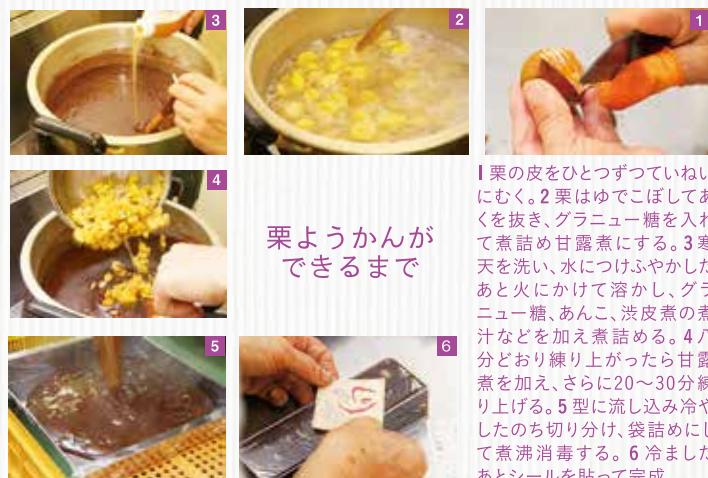 3
2
1
4
栗ようかんが
できるまで
5
6
1 栗の皮をひとつずつていねい
にむく。2 栗はゆでこぼしてあ
くを抜き、グラニュー糖を入れ
て煮詰め甘露煮にする。3 寒
天を洗い、水につけふやかした
あと火にかけて溶かし、グラ
ニュー糖、あんこ、渋皮煮の煮
汁などを加え煮詰める。4 八
分どおり練り上がったら甘露
煮を加え、さらに20〜30分練
り上げる。5 型に流し込み冷や
したのち切り分け、袋詰めにし
て煮沸消毒する。6 冷ました
あとシールを貼って完成